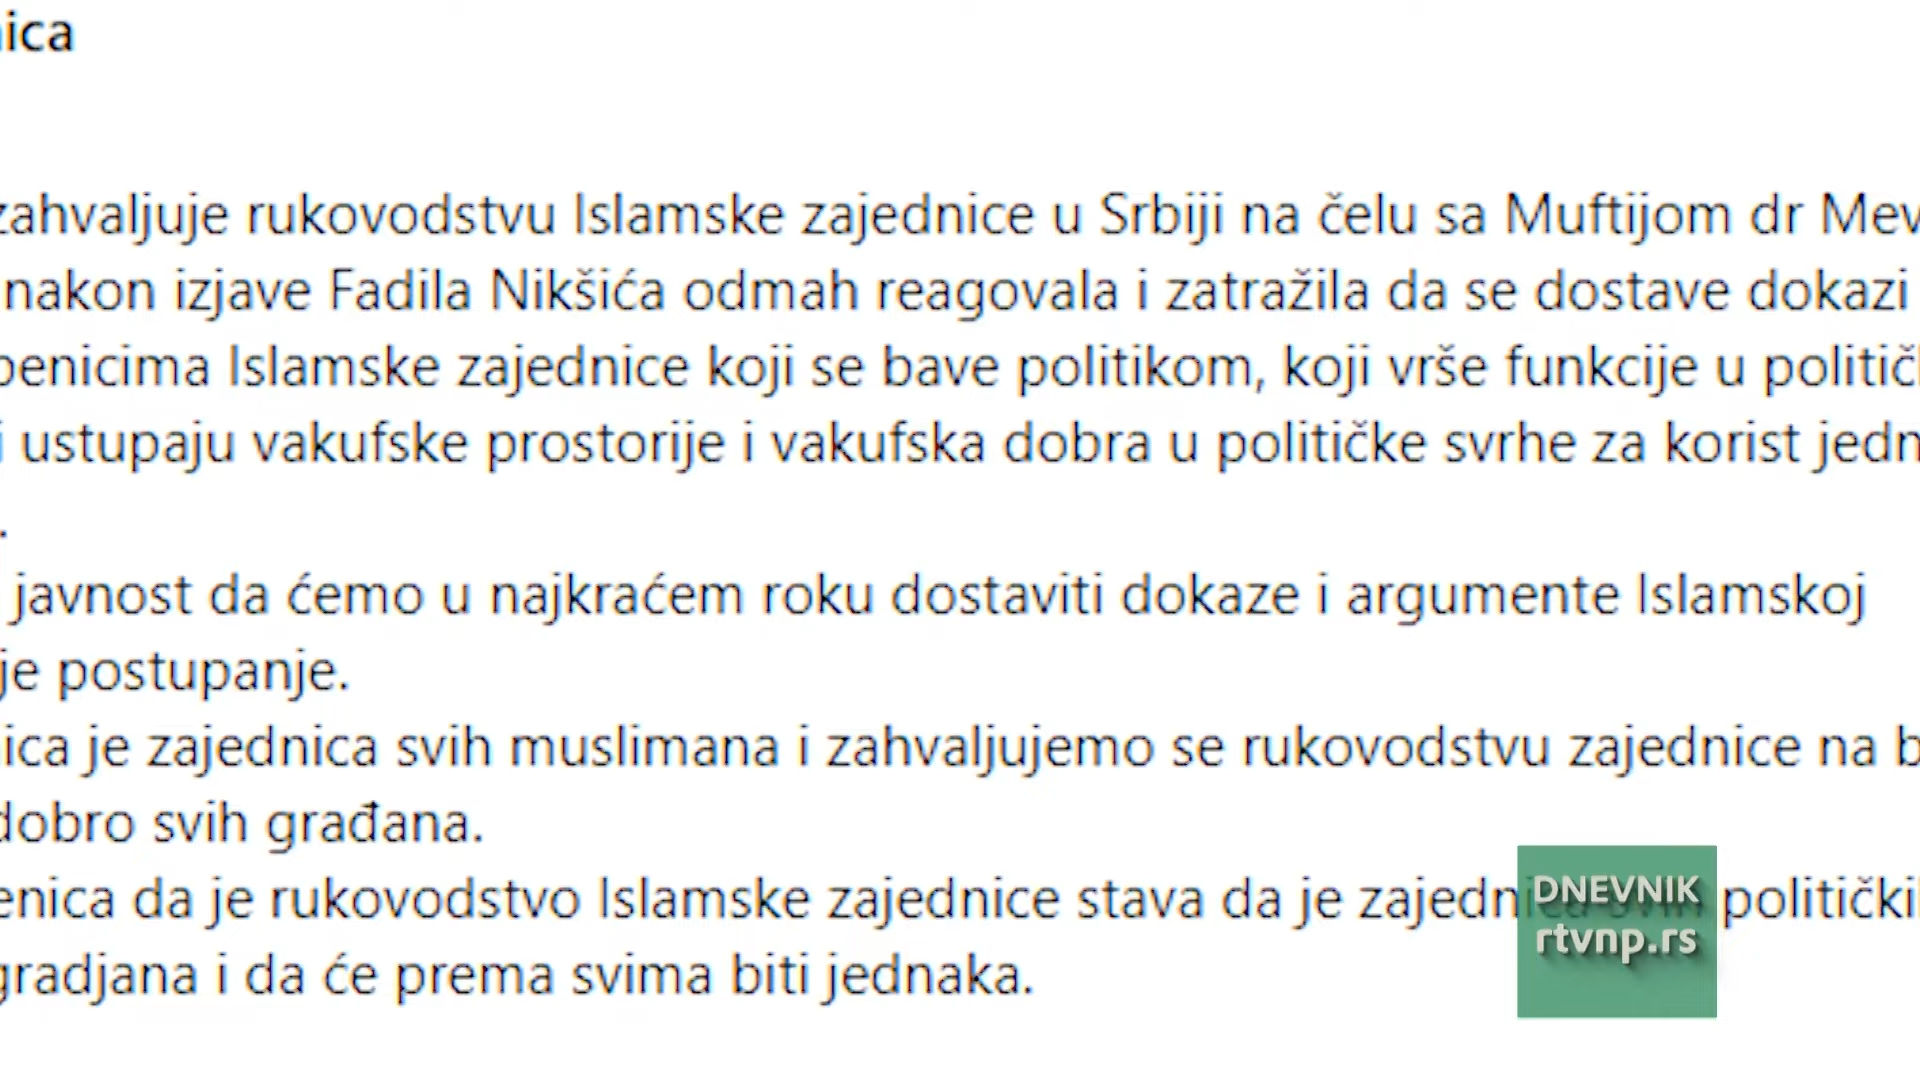 ica
zahvaljuje rukovodstvu Islamske zajednice u Srbiji na čelu sa Muftijom dr Mev
nakon izjave Fadila Nikšića odmah reagovala i zatražila da se dostave dokazi
benicima Islamske zajednice koji se bave politikom, koji vrše funkcije u politič
i ustupaju vakufske prostorije i vakufska dobra u političke svrhe za korist jedn
.
javnost da ćemo u najkraćem roku dostaviti dokaze i argumente Islamskoj
je postupanje.
ica je zajednica svih muslimana i zahvaljujemo se rukovodstvu zajednice na b
dobro svih građana.
enica da je rukovodstvo Islamske zajednice stava da je zajednica svih političkih
gradjana i da će prema svima biti jednaka.
DNEVNIK
rtvnp.rs